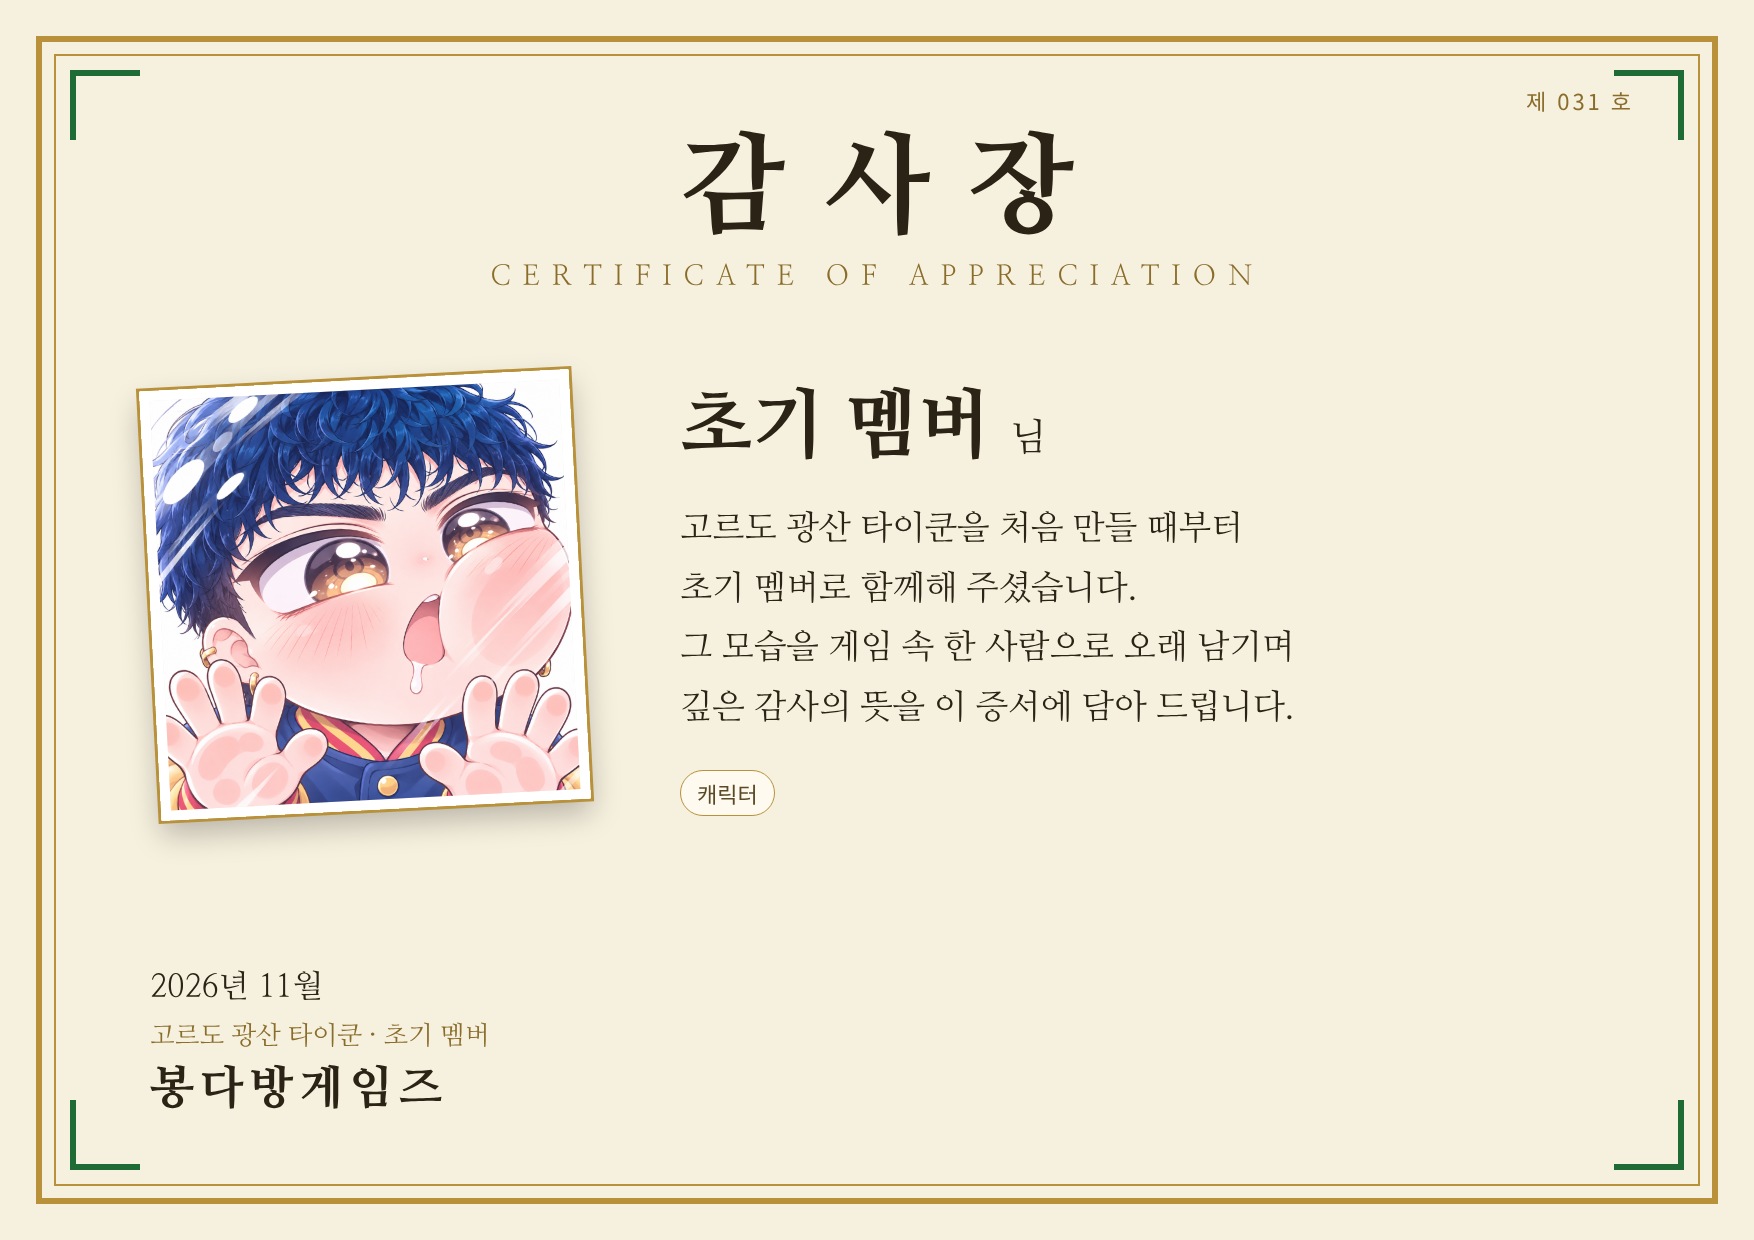 제 031 호
감사장
CERTIFICATE OF APPRECIATION
초기 멤버 님
고르도 광산 타이쿤을 처음 만들 때부터
초기 멤버로 함께해 주셨습니다.
그 모습을 게임 속 한 사람으로 오래 남기며
깊은 감사의 뜻을 이 증서에 담아 드립니다.
캐릭터
2026년 11월
고르도 광산 타이쿤 · 초기 멤버
봉다방게임즈